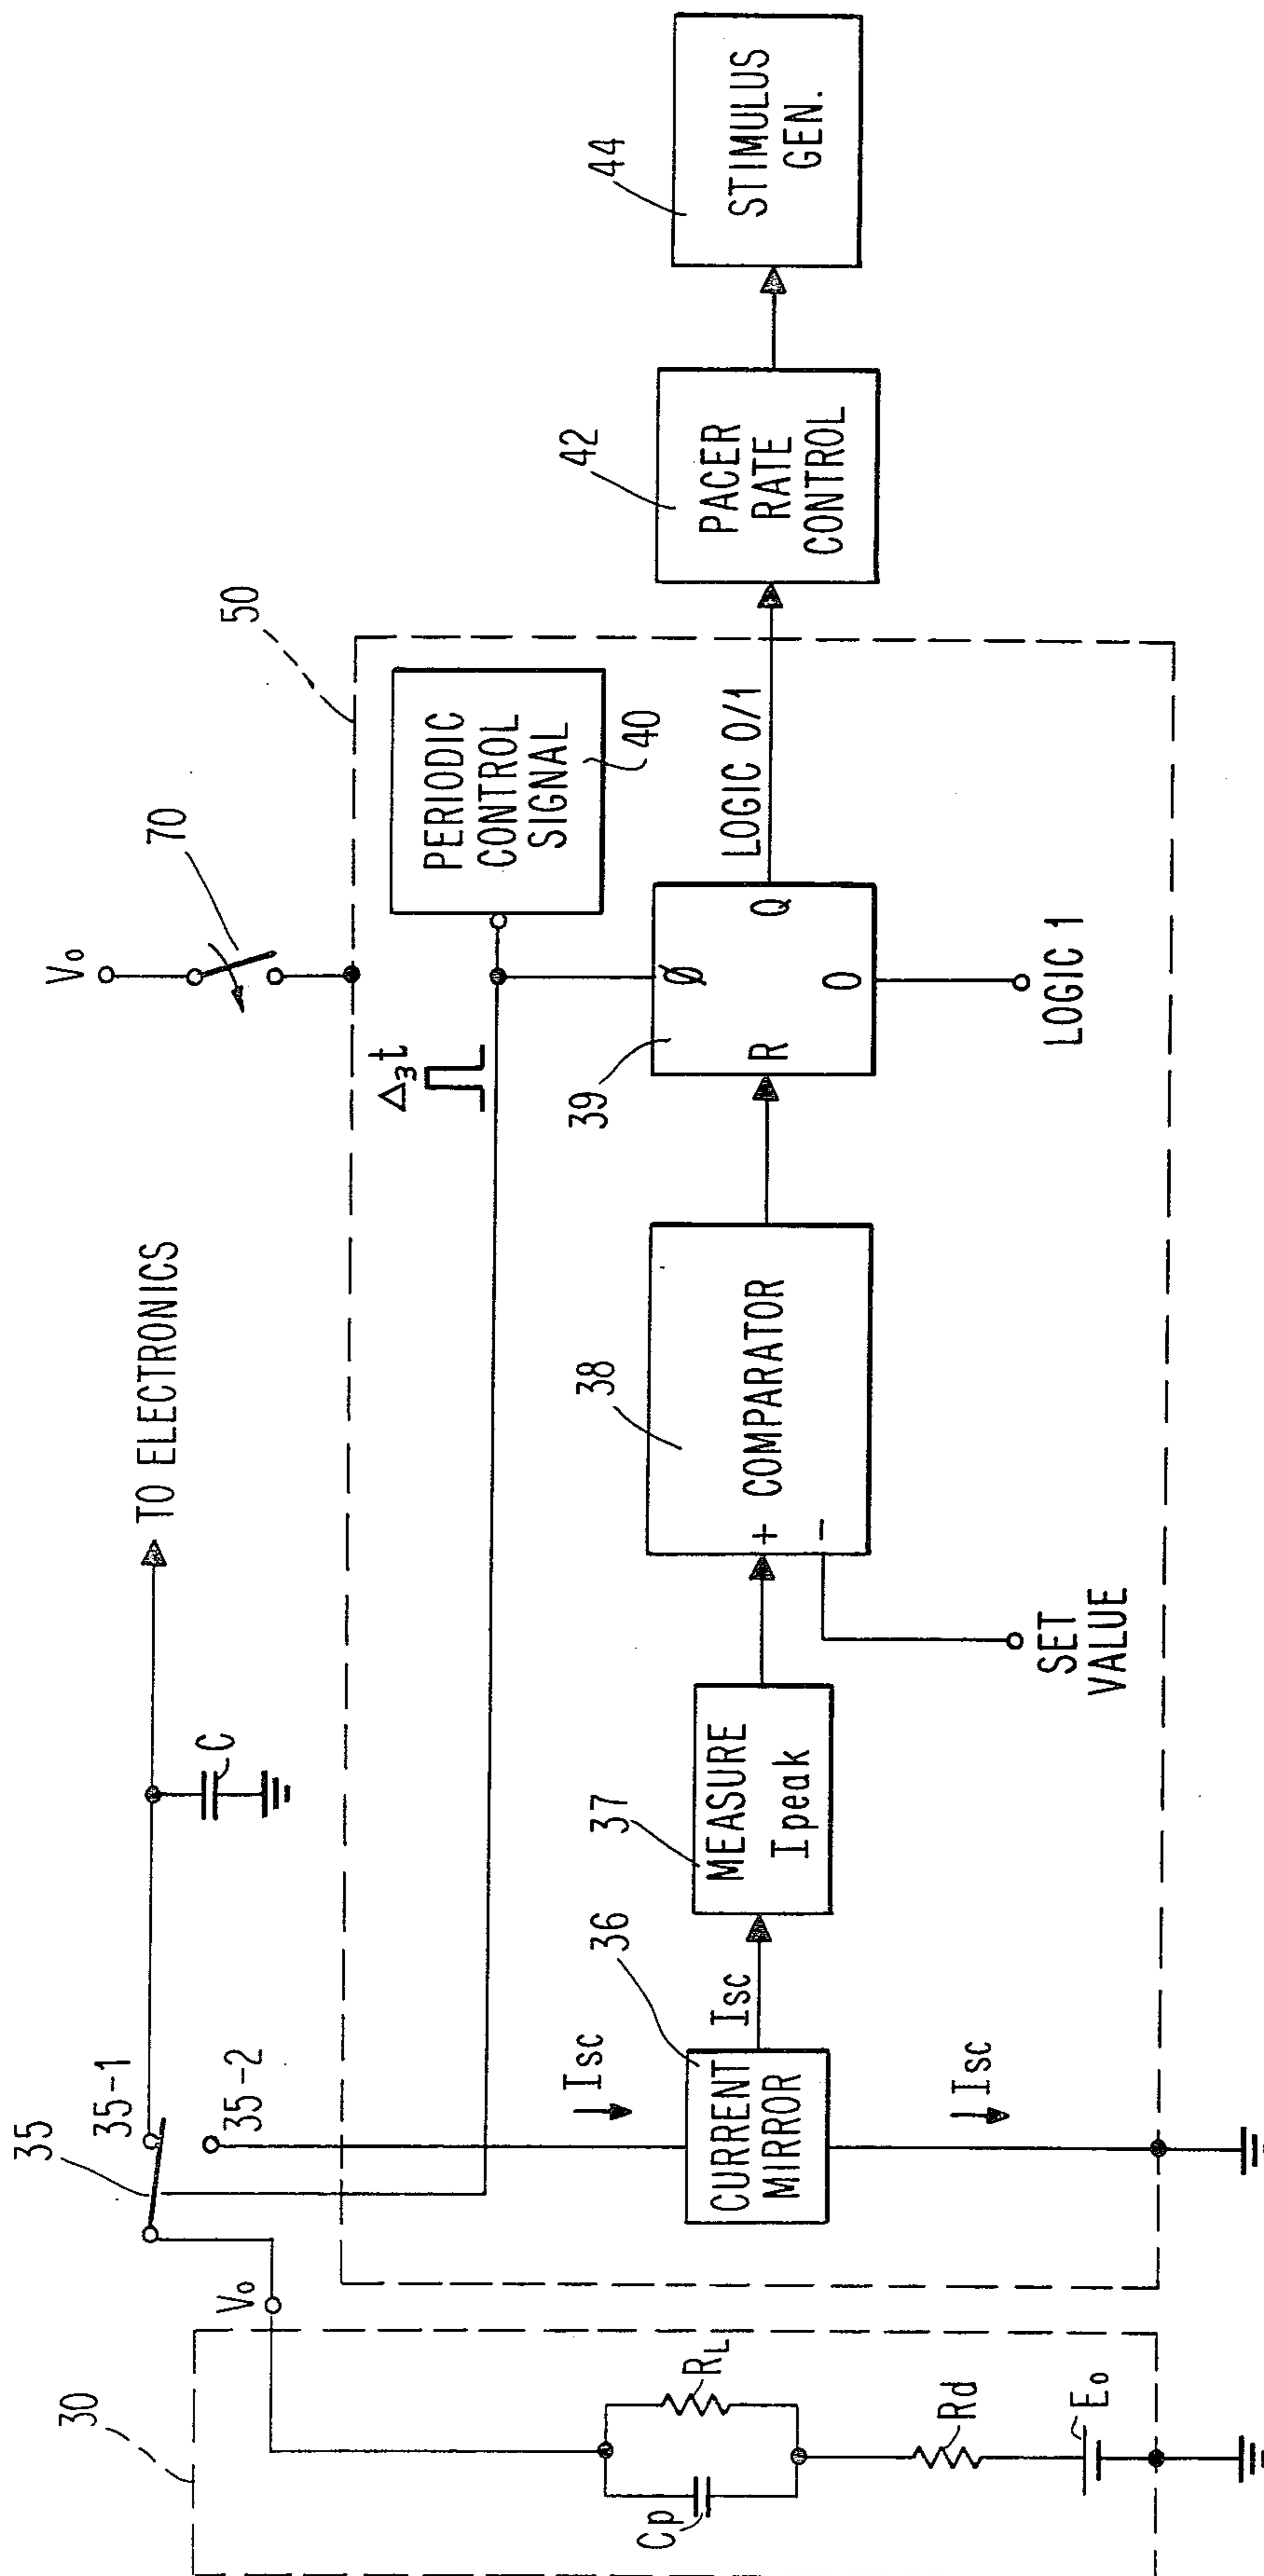 30
Cp
RL
Rd
Eo
Vo
35
35-1
35-2
TO ELECTRONICS
C
Isc
CURRENT
MIRROR
36
Isc
Isc
37
MEASURE
Ipeak
38
+ COMPARATOR
-
SET
VALUE
39
R
Ø
Q
O
LOGIC 1
LOGIC 0/1
Δ3t
Vo
70
50
PERIODIC
CONTROL
SIGNAL
40
42
PACER
RATE
CONTROL
44
STIMULUS
GEN.